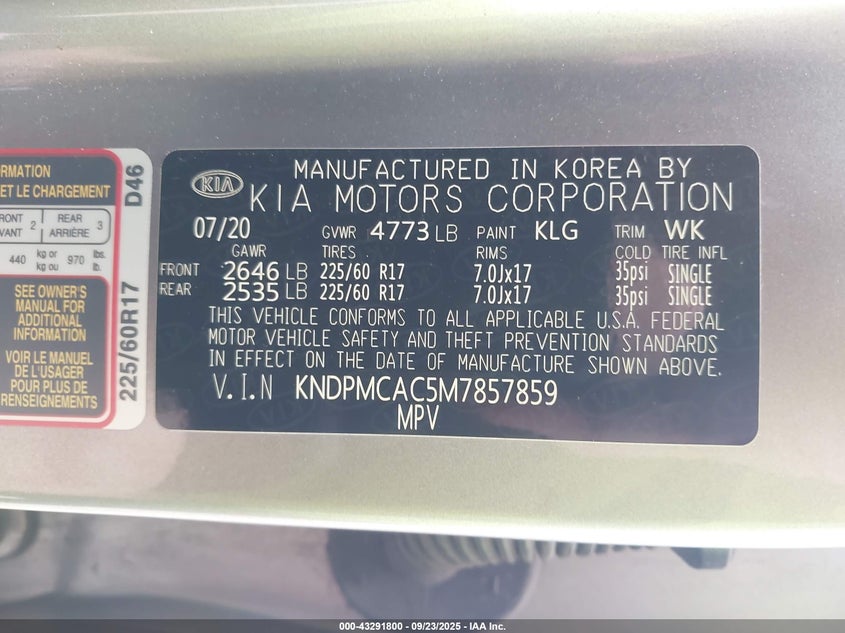 ORMATION
ET LE CHARGEMENT
FRONT
VANT 2
REAR
ARRIÈRE 3
440 kg or kg ou 970 lbs. lb.
SEE OWNER'S
MANUAL FOR
ADDITIONAL
INFORMATION
VOIR LE MANUEL
DE L'USAGER
POUR PLUS DE
RENSEIGNEMENTS
225/60R17 D46
KIA
MANUFACTURED IN KOREA BY
KIA MOTORS CORPORATION
07/20 GVWR 4773 LB PAINT KLG TRIM WK
GAWR TIRES RIMS COLD TIRE INFL
FRONT 2646 LB 225/60 R17 7.0Jx17 35psi SINGLE
REAR 2535 LB 225/60 R17 7.0Jx17 35psi SINGLE
THIS VEHICLE CONFORMS TO ALL APPLICABLE U.S.A. FEDERAL
MOTOR VEHICLE SAFETY AND THEFT PREVENTION STANDARDS
IN EFFECT ON THE DATE OF MANUFACTURE SHOWN ABOVE.
V.I.N KNDPMCAC5M7857859
MPV
000-43291800 - 09/23/2025 - IAA Inc.